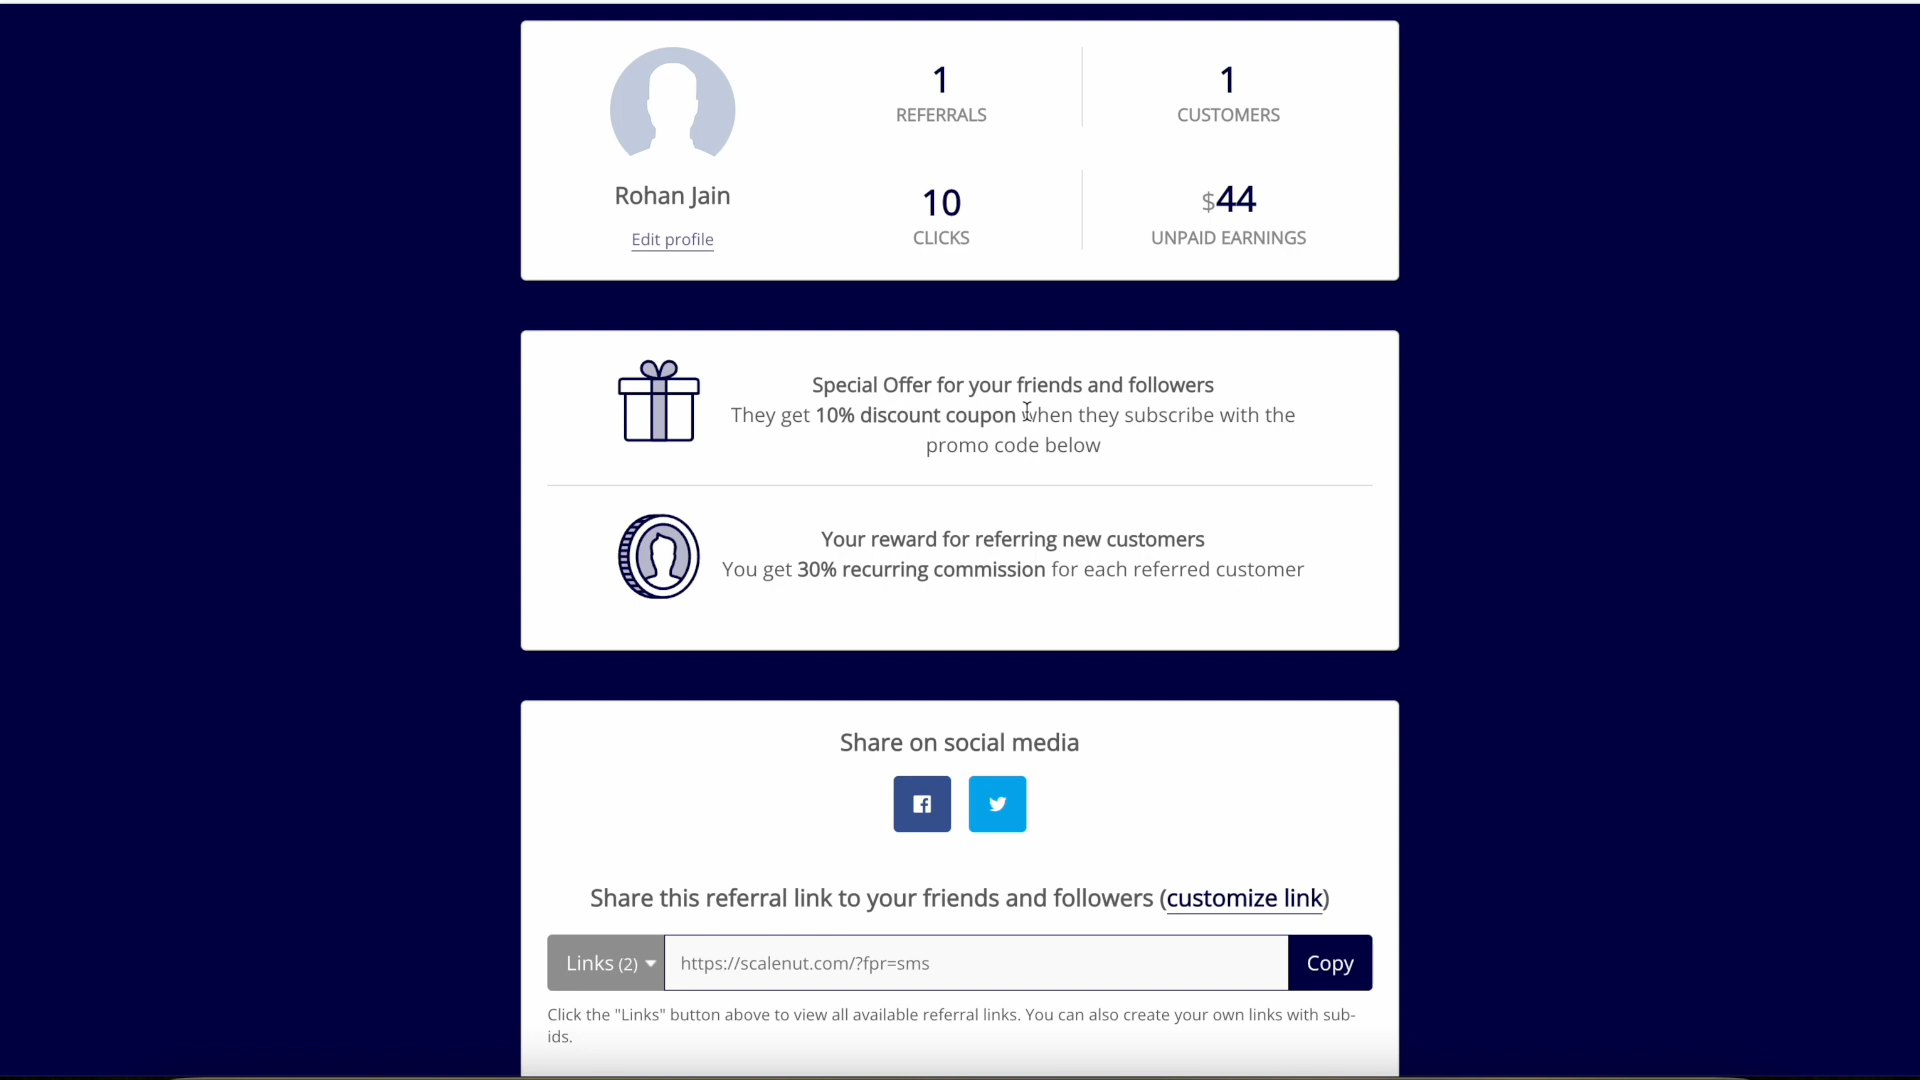 1
REFERRALS
1
CUSTOMERS
Rohan Jain
Edit profile
10
CLICKS
$44
UNPAID EARNINGS
Special Offer for your friends and followers
They get 10% discount coupon when they subscribe with the
promo code below
Your reward for referring new customers
You get 30% recurring commission for each referred customer
Share on social media
Share this referral link to your friends and followers (customize link)
Links (2)
https://scalenut.com/?fpr=sms
Copy
Click the "Links" button above to view all available referral links. You can also create your own links with sub-
ids.